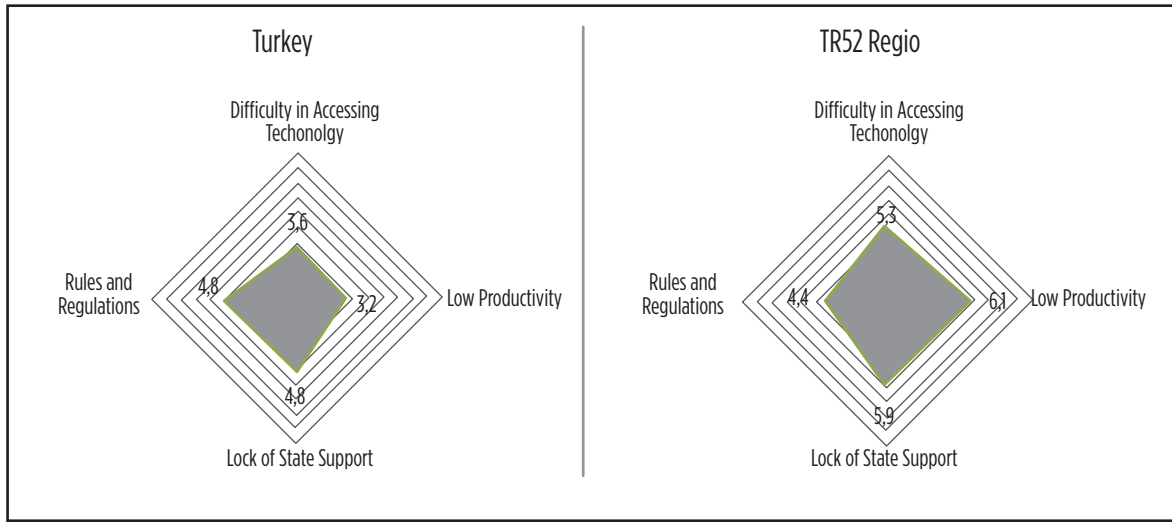 Turkey
Difficulty in Accessing
Techonolgy
3,6
Rules and
Regulations
4,8
3,2
Low Productivity
4,8
Lock of State Support
TR52 Regio
Difficulty in Accessing
Techonolgy
5,3
Rules and
Regulations
4,4
6,1
Low Productivity
5,9
Lock of State Support